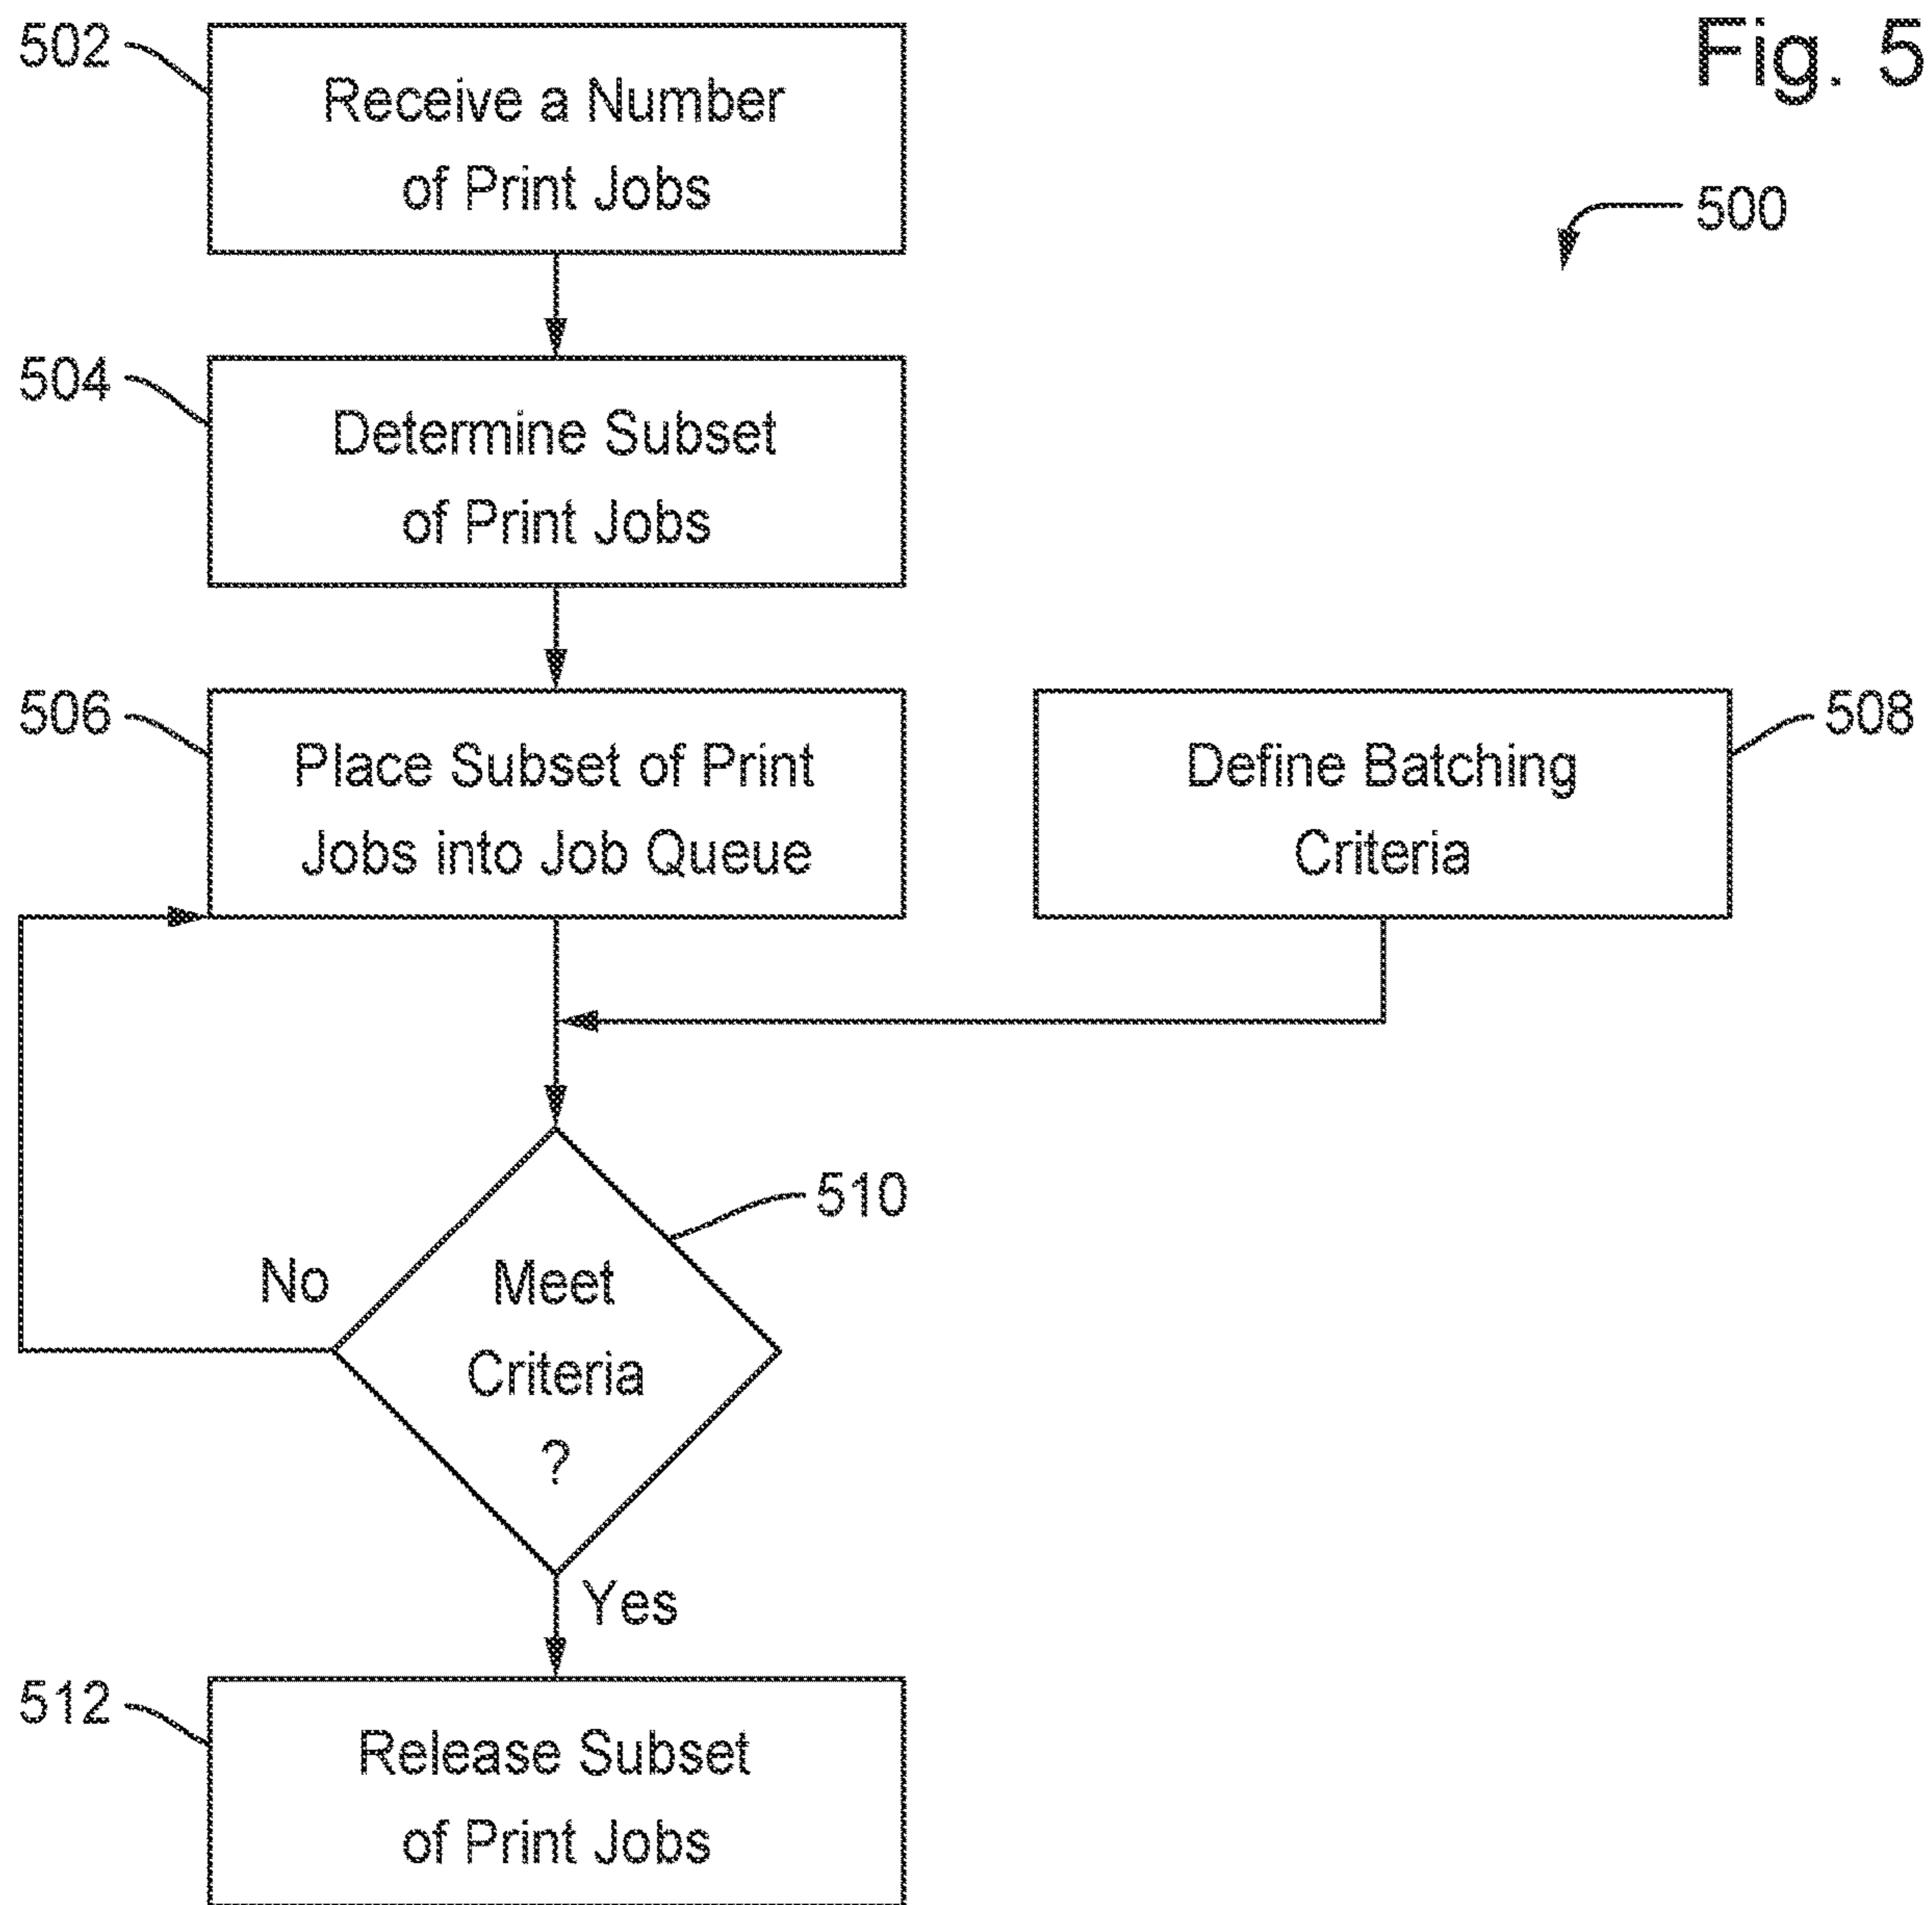 Fig. 5
500
502
Receive a Number
of Print Jobs
504
Determine Subset
of Print Jobs
506
Place Subset of Print
Jobs into Job Queue
508
Define Batching
Criteria
510
Meet
Criteria
?
No
Yes
512
Release Subset
of Print Jobs